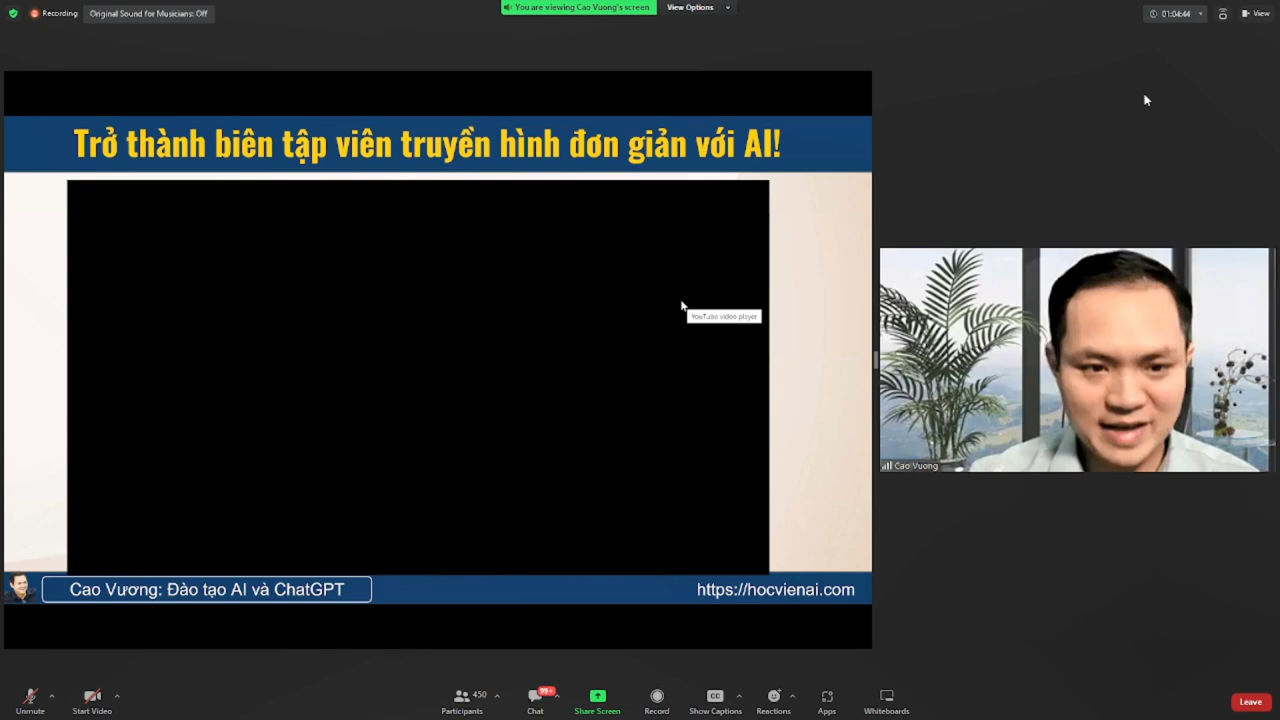 Recording
Original Sound for Musicians: Off
You are viewing Cao Vuong's screen
View Options
01:04:44
View
Trở thành biên tập viên truyền hình đơn giản với AI!
YouTube video player
Cao Vuong
Cao Vương: Đào tạo AI và ChatGPT
https://hocvienai.com
Unmute
Start Video
450
Participants
99+
Chat
Share Screen
Record
CC
Show Captions
Reactions
Apps
Whiteboards
Leave